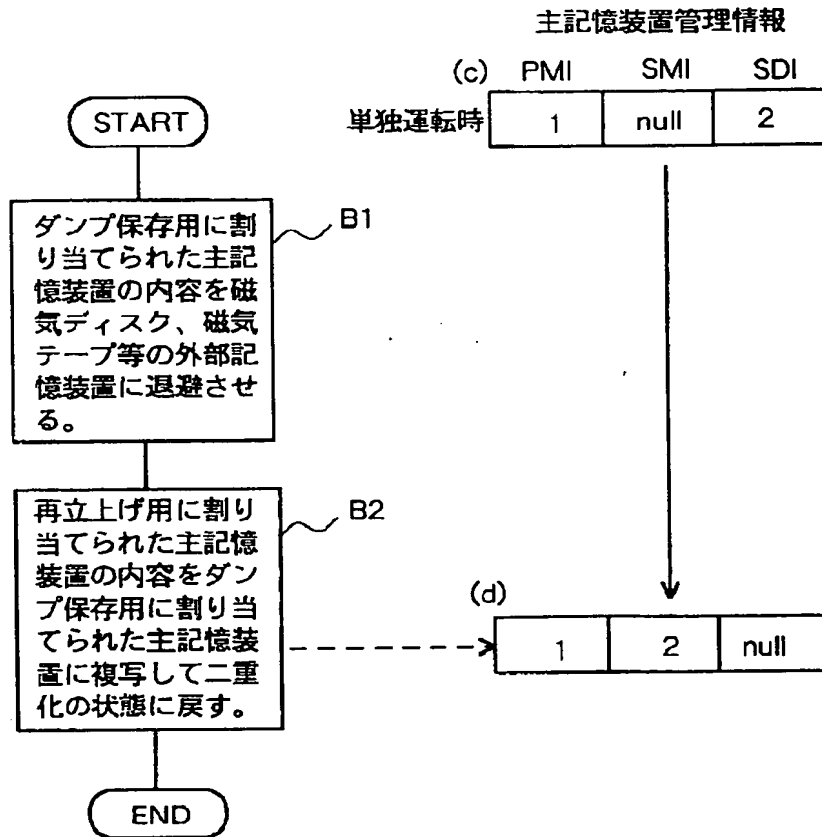 主記憶装置管理情報
(c) PMI SMI SDI
単独運転時 1 null 2
START
ダンプ保存用に割
り当てられた主記
憶装置の内容を磁
気ディスク、磁気
テープ等の外部記
憶装置に退避させ
る。
B1
再立上げ用に割り
当てられた主記憶
装置の内容をダン
プ保存用に割り当
てられた主記憶装
置に複写して二重
化の状態に戻す。
B2
(d)
1 2 null
END